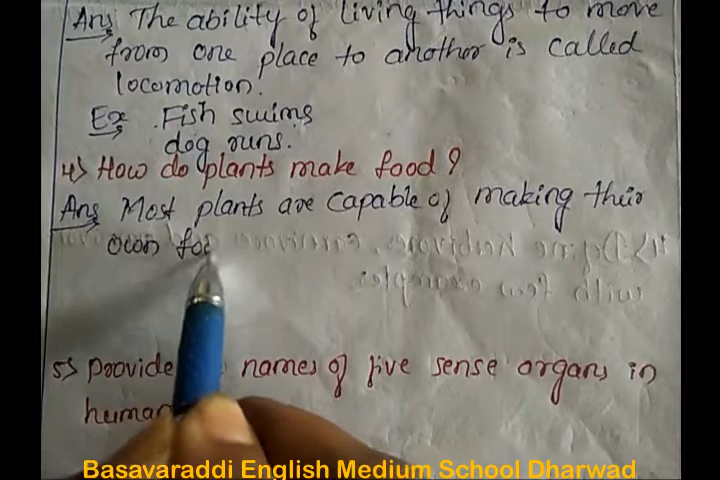 Ans The ability of living things to move
from one place to another is called
locomotion.
Ex Fish swims
dog runs.
4) How do plants make food?
Ans Most plants are capable of making their
own foo
5) Provide names of five sense organs in
human
Basavaraddi English Medium School Dharwad